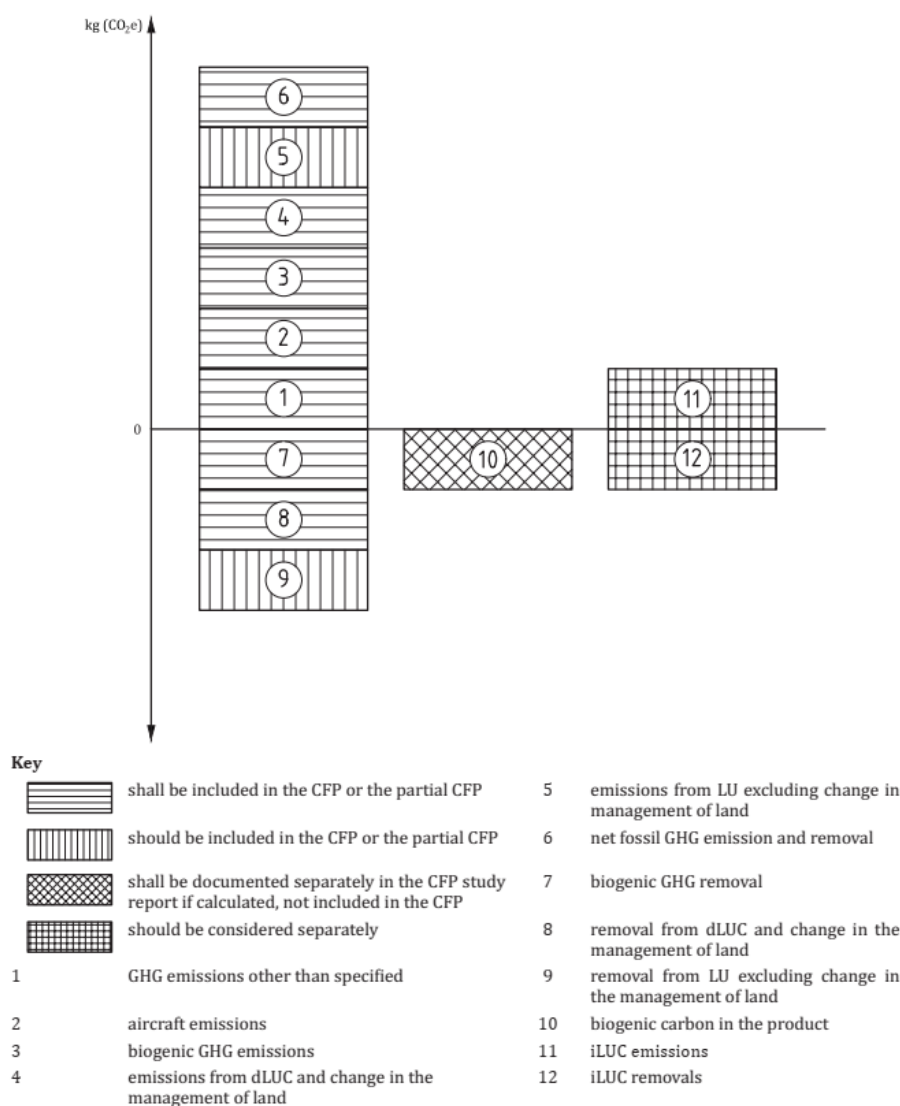 kg (CO₂e)
6
5
4
3
2
1
11
0
7
10
12
8
9
Key
shall be included in the CFP or the partial CFP
should be included in the CFP or the partial CFP
shall be documented separately in the CFP study
report if calculated, not included in the CFP
should be considered separately
1 GHG emissions other than specified
2 aircraft emissions
3 biogenic GHG emissions
4 emissions from dLUC and change in the
management of land
5 emissions from LU excluding change in
management of land
6 net fossil GHG emission and removal
7 biogenic GHG removal
8 removal from dLUC and change in the
management of land
9 removal from LU excluding change in
the management of land
10 biogenic carbon in the product
11 iLUC emissions
12 iLUC removals